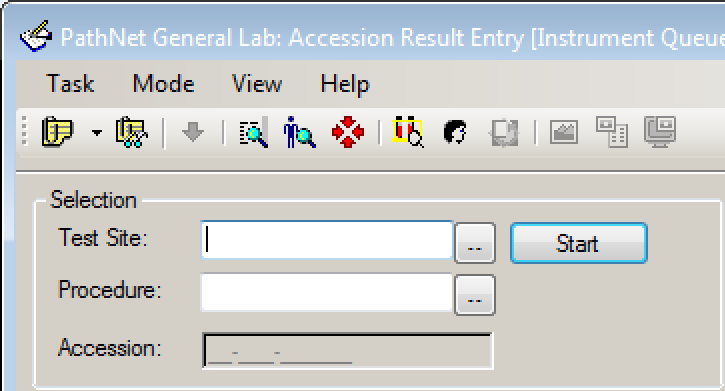 PathNet General Lab: Accession Result Entry [Instrument Queue
Task Mode View Help
Selection
Test Site: .. Start
Procedure: ..
Accession: __-___-______